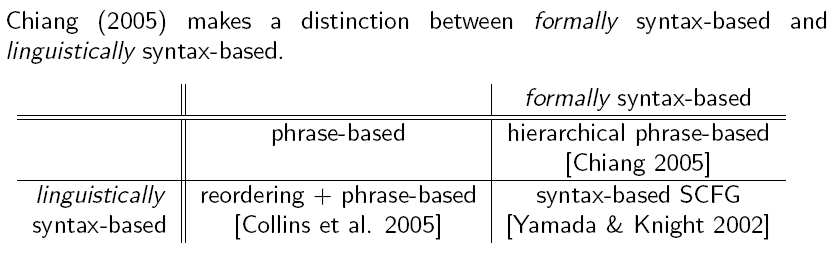 Chiang (2005) makes a distinction between formally syntax-based and
linguistically syntax-based.
formally syntax-based
phrase-based hierarchical phrase-based
[Chiang 2005]
linguistically reordering + phrase-based syntax-based SCFG
syntax-based [Collins et al. 2005] [Yamada & Knight 2002]